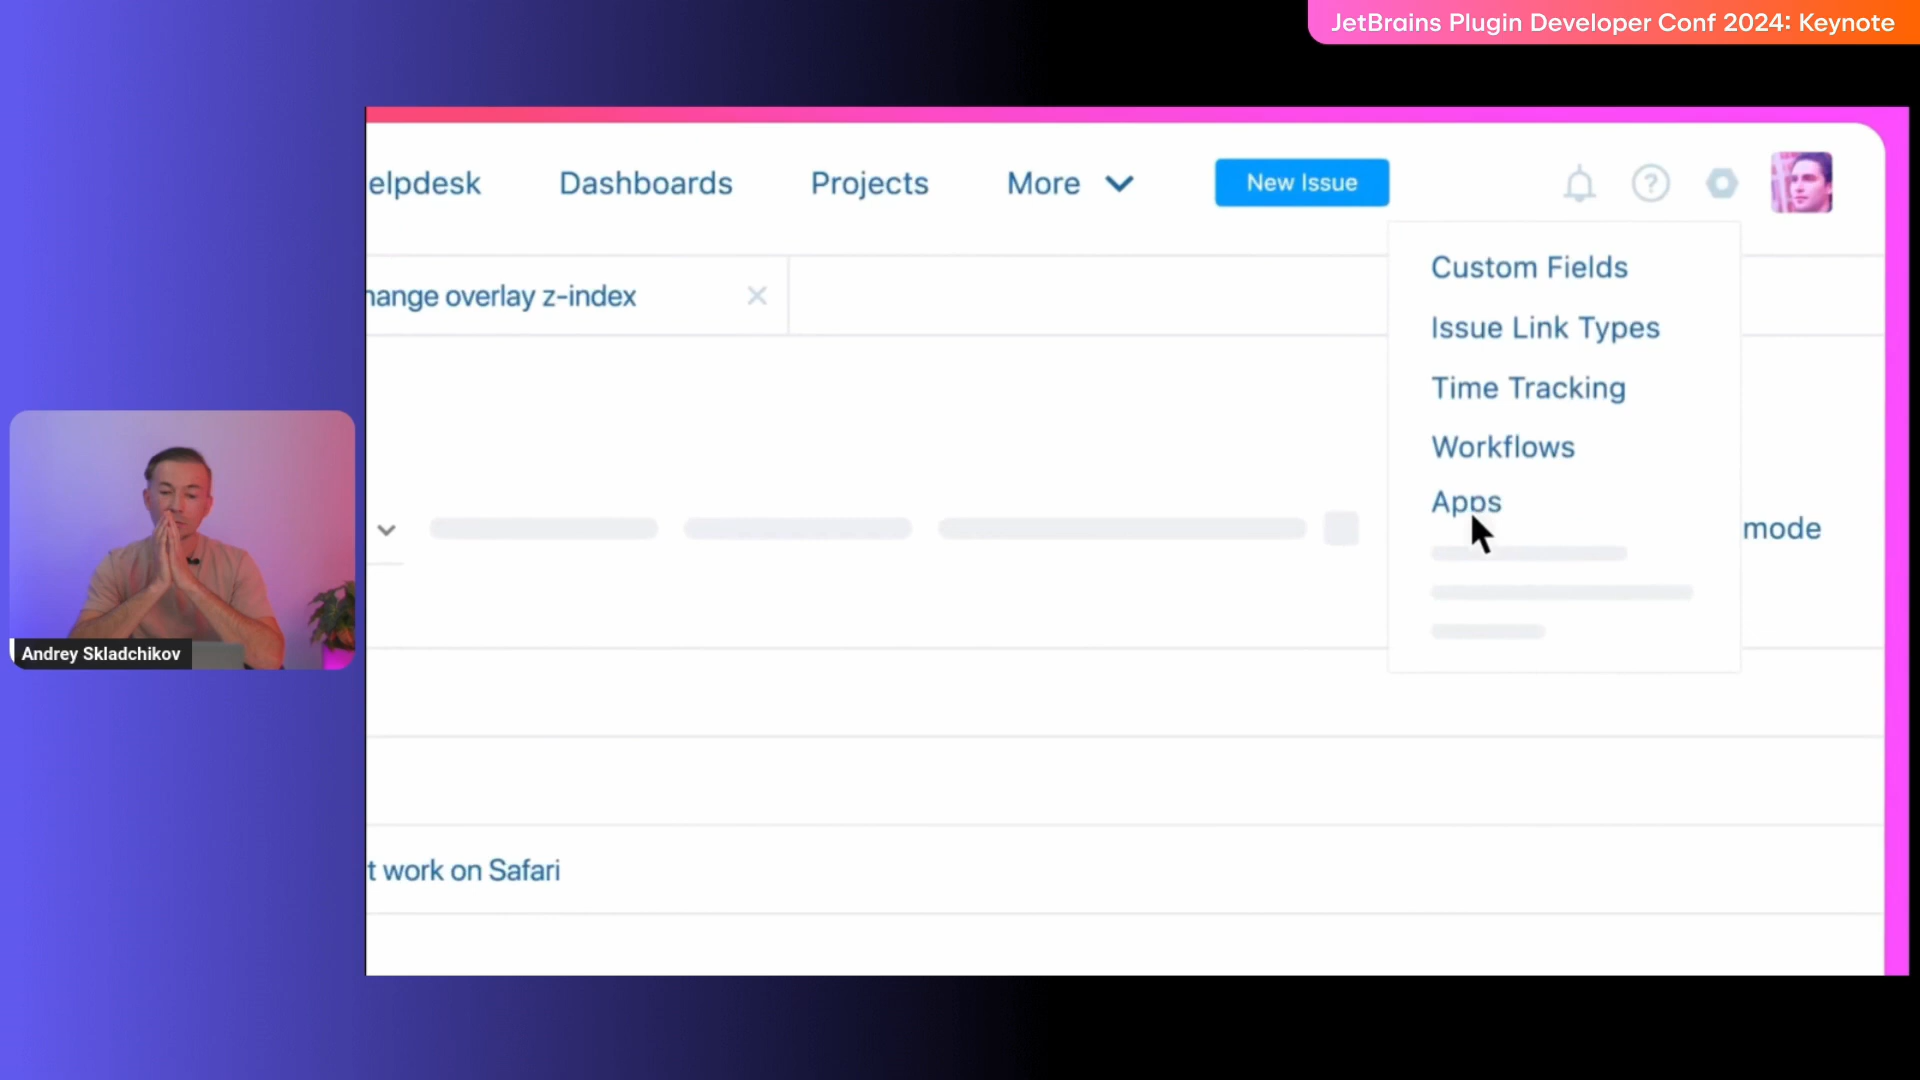 JetBrains Plugin Developer Conf 2024: Keynote
elpdesk
Dashboards
Projects
More
New Issue
hange overlay z-index
Custom Fields
Issue Link Types
Time Tracking
Workflows
Apps
mode
Andrey Skladchikov
t work on Safari